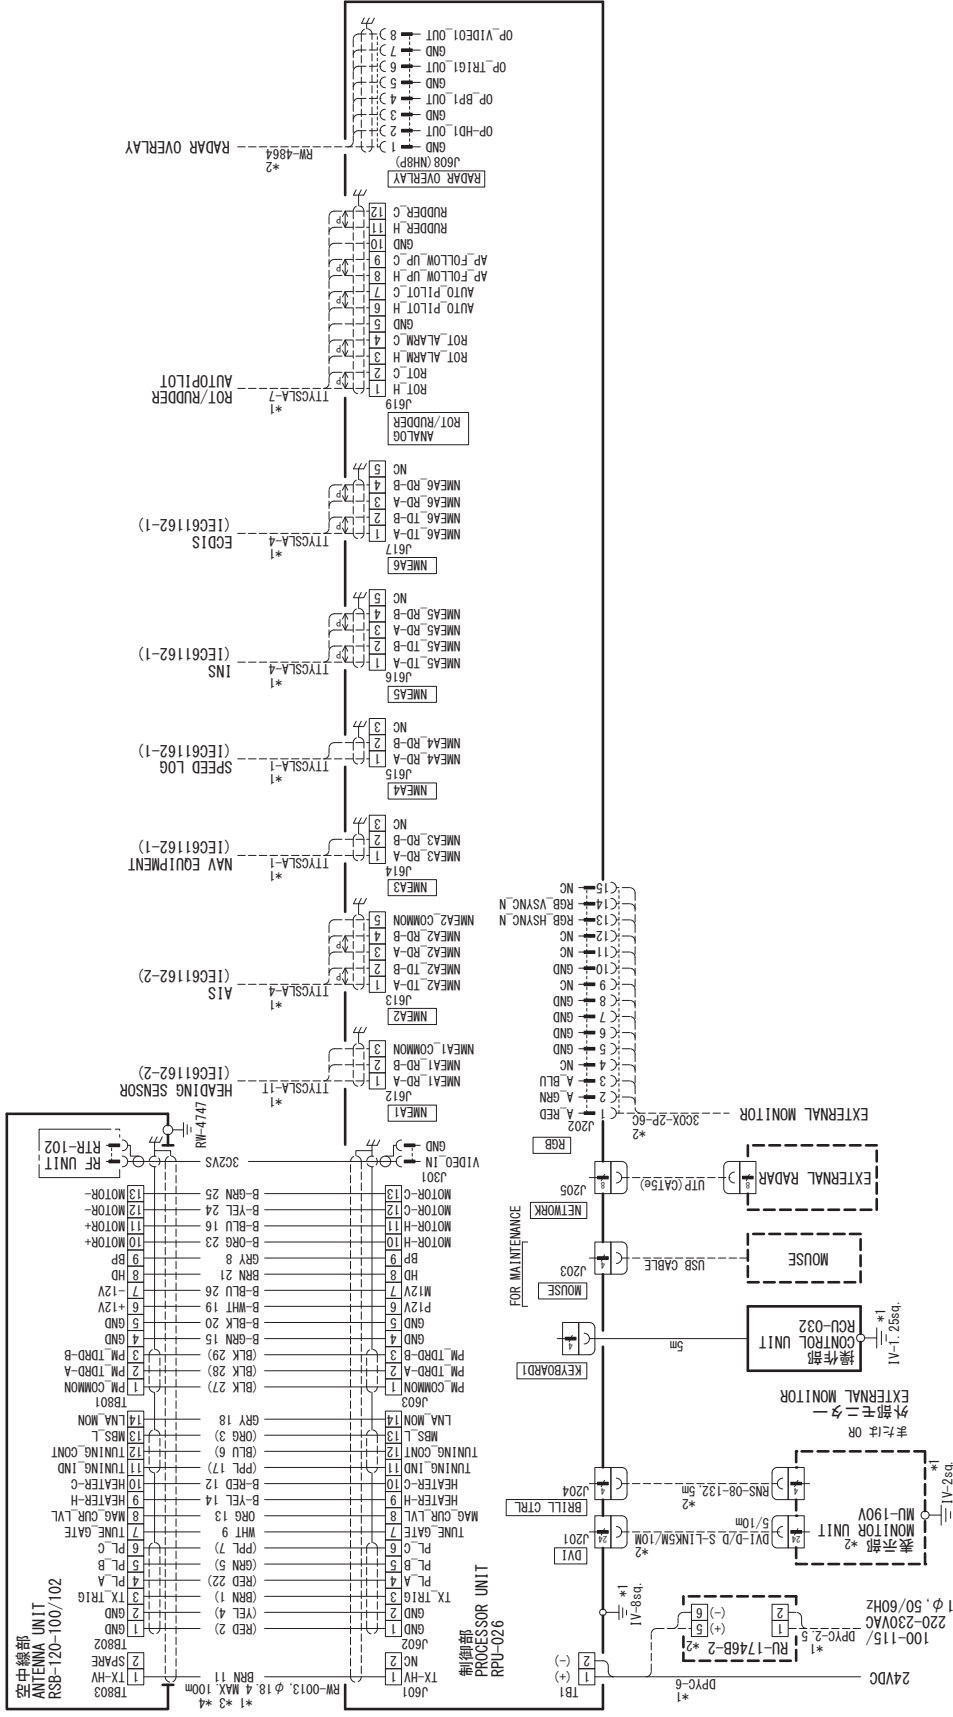 空中線部
ANTENNA UNIT
RSB-120-100/102
TB803
HV-TX 1
SPARE 2
TB802
GND 1
GND 2
TX_TRIG 3
PL_A 4
PL_B 5
PL_C 6
TUNE_GATE 7
MAG_CUR_LVL 8
HEATER-H 9
HEATER-C 10
TUNING_IND 11
TUNING_CONT 12
MBS_L 13
LNA_MON 14
TB801
PM_COMMON 1
PM_TDRD-A 2
PM_TDRD-B 3
GND 4
GND 5
+12V 6
-12V 7
HD 8
BP 9
MOTOR+ 10
MOTOR+ 11
MOTOR- 12
MOTOR- 13
RF UNIT
RTR-102
RW-4747
*1 *3 *4
RW-0013, φ18.4 MAX.100m
BRN 11
(RED 2)
(YEL 4)
(BRN 1)
(RED 22)
(GRN 5)
(PPL 7)
WHT 9
ORG 13
B-YEL 14
B-RED 12
(PPL 17)
(BLU 6)
(ORG 3)
GRY 18
(BLK 27)
(BLK 28)
(BLK 29)
B-GRN 15
B-BLK 20
B-WHT 19
B-BLU 26
BRN 21
GRY 8
B-ORG 23
B-BLU 16
B-YEL 24
B-GRN 25
3C2VS
制御部
PROCESSOR UNIT
RPU-026
J601
TX-HV 1
NC 2
J602
GND 1
GND 2
TX_TRIG 3
PL_A 4
PL_B 5
PL_C 6
TUNE_GATE 7
MAG_CUR_LVL 8
HEATER-H 9
HEATER-C 10
TUNING_IND 11
TUNING_CONT 12
MBS_L 13
LNA_MON 14
J603
PM_COMMON 1
PM_TDRD-A 2
PM_TDRD-B 3
GND 4
GND 5
P12V 6
M12V 7
HD 8
BP 9
MOTOR-H 10
MOTOR-H 11
MOTOR-C 12
MOTOR-C 13
J301
VIDEO_IN
GND
NMEA1
J612
NMEA1_RD-A 1
NMEA1_RD-B 2
NMEA1_COMMON 3
*1
TTYCSLA-1T
HEADING SENSOR
(IEC61162-2)
NMEA2
J613
NMEA2_TD-A 1
NMEA2_TD-B 2
NMEA2_RD-A 3
NMEA2_RD-B 4
NMEA2_COMMON 5
P
P
*1
TTYCSLA-4
AIS
(IEC61162-2)
NMEA3
J614
NMEA3_RD-A 1
NMEA3_RD-B 2
NC 3
*1
TTYCSLA-1
NAV EQUIPMENT
(IEC61162-1)
NMEA4
J615
NMEA4_RD-A 1
NMEA4_RD-B 2
NC 3
*1
TTYCSLA-1
SPEED LOG
(IEC61162-1)
NMEA5
J616
NMEA5_TD-A 1
NMEA5_TD-B 2
NMEA5_RD-A 3
NMEA5_RD-B 4
NC 5
P
P
*1
TTYCSLA-4
INS
(IEC61162-1)
NMEA6
J617
NMEA6_TD-A 1
NMEA6_TD-B 2
NMEA6_RD-A 3
NMEA6_RD-B 4
NC 5
P
P
*1
TTYCSLA-4
ECDIS
(IEC61162-1)
ANALOG
ROT/RUDDER
J619
ROT_H 1
ROT_C 2
ROT_ALARM_H 3
ROT_ALARM_C 4
GND 5
AUTO_PILOT_H 6
AUTO_PILOT_C 7
AP_FOLLOW_UP_H 8
AP_FOLLOW_UP_C 9
GND 10
RUDDER_H 11
RUDDER_C 12
P
P
P
P
P
*1
TTYCSLA-7
ROT/RUDDER
AUTOPILOT
RADAR OVERLAY
J608(NH8P)
GND 1
OP-HD1_OUT 2
GND 3
OP_BP1_OUT 4
GND 5
OP_TRIG1_OUT 6
GND 7
OP_VIDEO1_OUT 8
*2
RW-4864
RADAR OVERLAY
24VDC
*1
DPYC-6
TB1
(+) 1
(-) 2
100-115/
220-230VAC
1φ, 50/60Hz
DPYC-2.5
RU-1746B-2
*2
1
2
(+) 5
(-) 6
*1
IV-8sq.
表示部 *2
MONITOR UNIT
MU-190V
24
4
*1
IV-2sq.
*2
DVI-D/D S-LINK5M/10M
5/10m
*2
RNS-08-132, 5m
DVI
J201
24
BRILL CTRL
J204
4
または OR
外部モニター
EXTERNAL MONITOR
操作部
CONTROL UNIT
RCU-032
*1
IV-1.25sq.
5m
KEYBOARD1
4
FOR MAINTENANCE
MOUSE
J203
4
USB CABLE
MOUSE
NETWORK
J205
8
UTP(CAT5e)
8
EXTERNAL RADAR
RGB
J202
A_RED 1
A_GRN 2
A_BLU 3
NC 4
GND 5
GND 6
GND 7
GND 8
NC 9
GND 10
NC 11
NC 12
RGB_HSYNC_N 13
RGB_VSYNC_N 14
NC 15
*2
3COX-2P-6C
EXTERNAL MONITOR